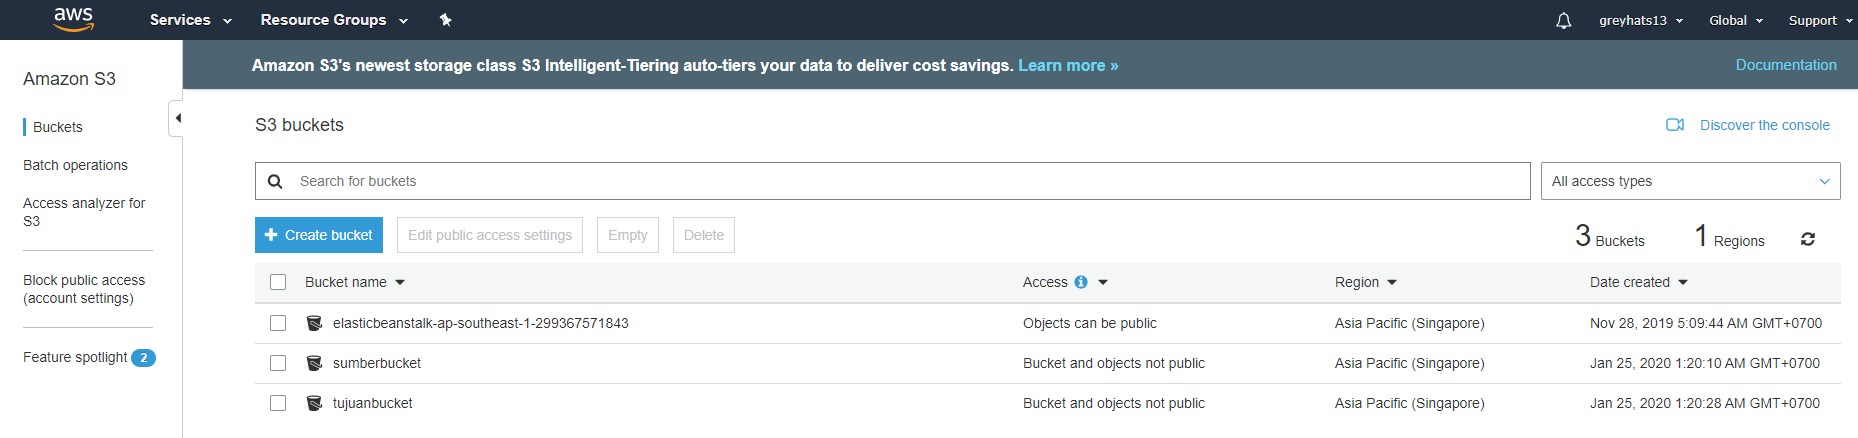 aws
Services
Resource Groups
greyhats13
Global
Support
Amazon S3
Buckets
Batch operations
Access analyzer for
S3
Block public access
(account settings)
Feature spotlight 2
Amazon S3's newest storage class S3 Intelligent-Tiering auto-tiers your data to deliver cost savings. Learn more »
Documentation
S3 buckets
Discover the console
Search for buckets
All access types
+ Create bucket
Edit public access settings
Empty
Delete
3 Buckets
1 Regions
Bucket name Access Region Date created
elasticbeanstalk-ap-southeast-1-299367571843 Objects can be public Asia Pacific (Singapore) Nov 28, 2019 5:09:44 AM GMT+0700
sumberbucket Bucket and objects not public Asia Pacific (Singapore) Jan 25, 2020 1:20:10 AM GMT+0700
tujuanbucket Bucket and objects not public Asia Pacific (Singapore) Jan 25, 2020 1:20:28 AM GMT+0700